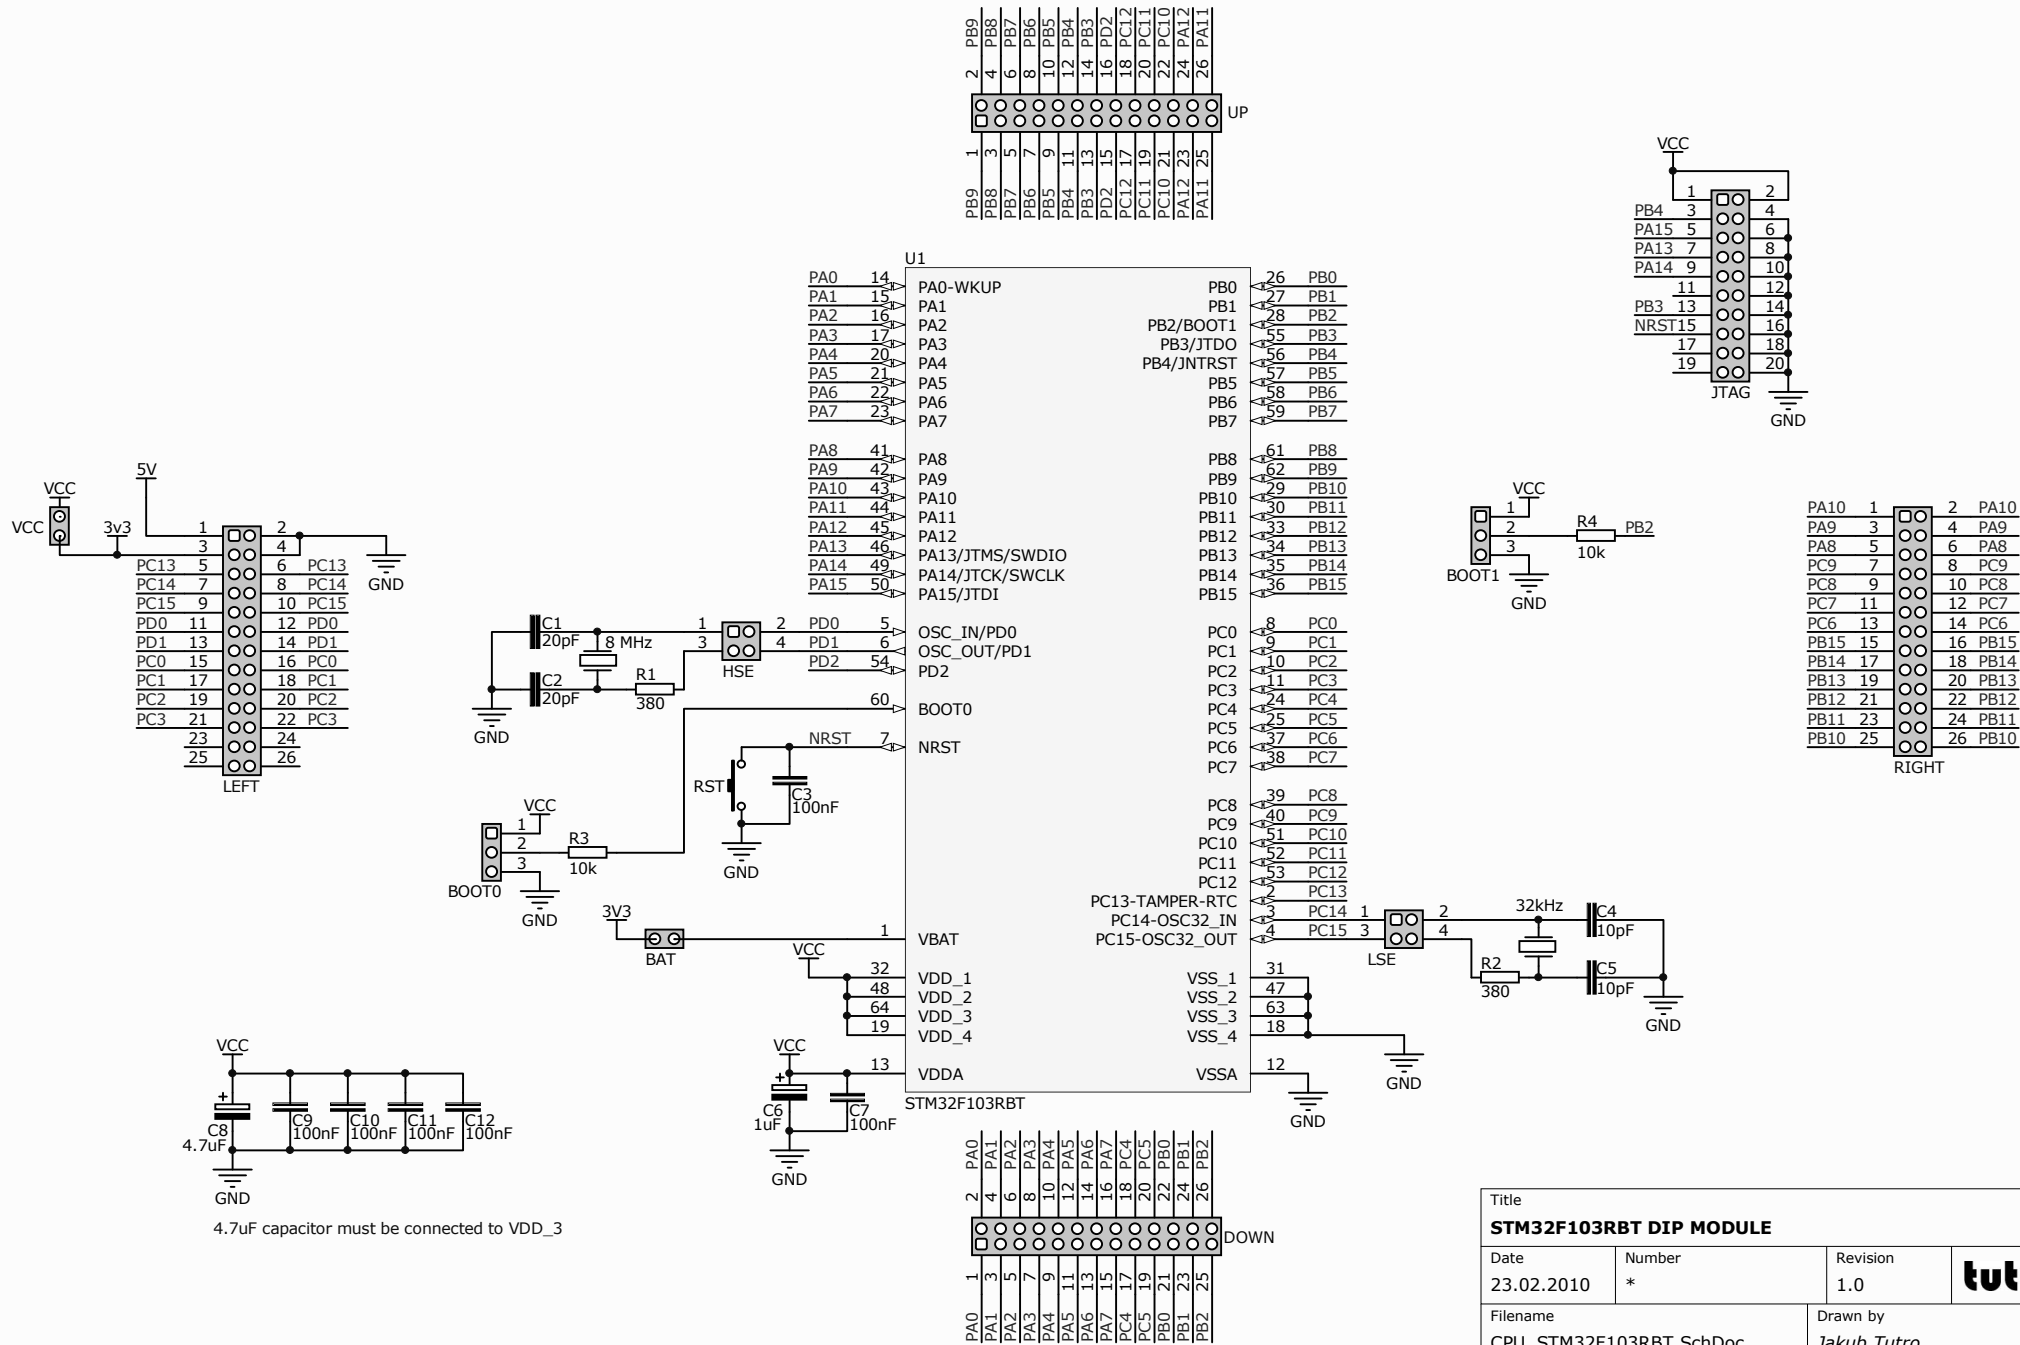 PB9 PB8 PB7 PB6 PB5 PB4 PB3 PD2 PC12 PC11 PC10 PA12 PA11
2 4 6 8 10 12 14 16 18 20 22 24 26
UP
1 3 5 7 9 11 13 15 17 19 21 23 25
PB9 PB8 PB7 PB6 PB5 PB4 PB3 PD2 PC12 PC11 PC10 PA12 PA11
VCC
1 2
PB4 3 4
PA15 5 6
PA13 7 8
PA14 9 10
11 12
PB3 13 14
NRST 15 16
17 18
19 20
JTAG
GND
U1
PA0 14 PA0-WKUP PB0 26 PB0
PA1 15 PA1 PB1 27 PB1
PA2 16 PA2 PB2/BOOT1 28 PB2
PA3 17 PA3 PB3/JTDO 55 PB3
PA4 20 PA4 PB4/JNTRST 56 PB4
PA5 21 PA5 PB5 57 PB5
PA6 22 PA6 PB6 58 PB6
PA7 23 PA7 PB7 59 PB7
PA8 41 PA8 PB8 61 PB8
PA9 42 PA9 PB9 62 PB9
PA10 43 PA10 PB10 29 PB10
PA11 44 PA11 PB11 30 PB11
PA12 45 PA12 PB12 33 PB12
PA13 46 PA13/JTMS/SWDIO PB13 34 PB13
PA14 49 PA14/JTCK/SWCLK PB14 35 PB14
PA15 50 PA15/JTDI PB15 36 PB15
PD0 5 OSC_IN/PD0 PC0 8 PC0
PD1 6 OSC_OUT/PD1 PC1 9 PC1
PD2 54 PD2 PC2 10 PC2
PC3 11 PC3
60 BOOT0 PC4 24 PC4
PC5 25 PC5
NRST 7 NRST PC6 37 PC6
PC7 38 PC7
PC8 39 PC8
PC9 40 PC9
PC10 51 PC10
PC11 52 PC11
PC12 53 PC12
PC13-TAMPER-RTC 2 PC13
PC14-OSC32_IN 3 PC14
1 VBAT PC15-OSC32_OUT 4 PC15
32 VDD_1 VSS_1 31
48 VDD_2 VSS_2 47
64 VDD_3 VSS_3 63
19 VDD_4 VSS_4 18
13 VDDA VSSA 12
STM32F103RBT
GND
GND
5V
VCC
VCC
3v3
1 2
3 4
GND
PC13 5 6 PC13
PC14 7 8 PC14
PC15 9 10 PC15
PD0 11 12 PD0
PD1 13 14 PD1
PC0 15 16 PC0
PC1 17 18 PC1
PC2 19 20 PC2
PC3 21 22 PC3
23 24
25 26
LEFT
C1
20pF
8 MHz
C2
20pF
R1
380
GND
1 2
3 4
HSE
RST
C3
100nF
GND
VCC
1
2
3
R3
10k
BOOT0
GND
3V3
BAT
VCC
VCC
1
2
3
R4
10k
PB2
BOOT1
GND
PA10 1 2 PA10
PA9 3 4 PA9
PA8 5 6 PA8
PC9 7 8 PC9
PC8 9 10 PC8
PC7 11 12 PC7
PC6 13 14 PC6
PB15 15 16 PB15
PB14 17 18 PB14
PB13 19 20 PB13
PB12 21 22 PB12
PB11 23 24 PB11
PB10 25 26 PB10
RIGHT
1 2
3 4
LSE
32kHz
R2
380
C4
10pF
C5
10pF
GND
VCC
+
C8
4.7uF
C9
100nF
C10
100nF
C11
100nF
C12
100nF
GND
4.7uF capacitor must be connected to VDD_3
VCC
+
C6
1uF
C7
100nF
GND
PA0 PA1 PA2 PA3 PA4 PA5 PA6 PA7 PC4 PC5 PB0 PB1 PB2
2 4 6 8 10 12 14 16 18 20 22 24 26
DOWN
1 3 5 7 9 11 13 15 17 19 21 23 25
PA0 PA1 PA2 PA3 PA4 PA5 PA6 PA7 PC4 PC5 PB0 PB1 PB2
Title
STM32F103RBT DIP MODULE
Date Number Revision
23.02.2010 * 1.0
tut
Filename Drawn by
CPU_STM32F103RBT.SchDoc Jakub Tutro